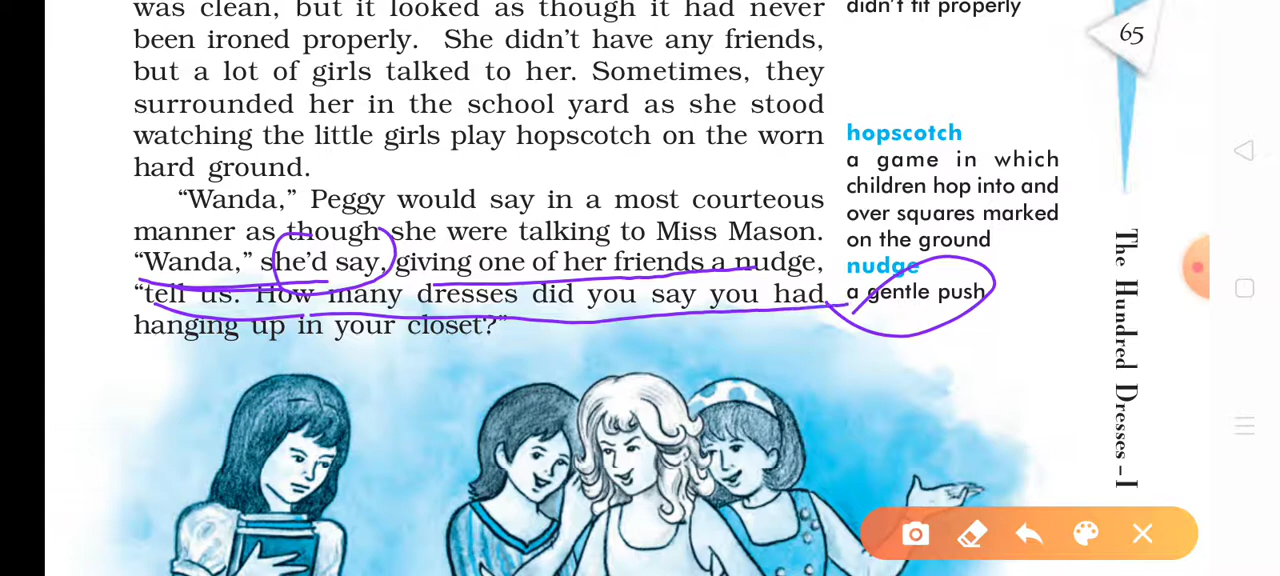 was clean, but it looked as though it had never
been ironed properly. She didn't have any friends,
but a lot of girls talked to her. Sometimes, they
surrounded her in the school yard as she stood
watching the little girls play hopscotch on the worn
hard ground.
“Wanda,” Peggy would say in a most courteous
manner as though she were talking to Miss Mason.
“Wanda,” she'd say, giving one of her friends a nudge,
“tell us. How many dresses did you say you had
hanging up in your closet?”
didn't fit properly
hopscotch
a game in which
children hop into and
over squares marked
on the ground
nudge
a gentle push
65
The Hundred Dresses – I